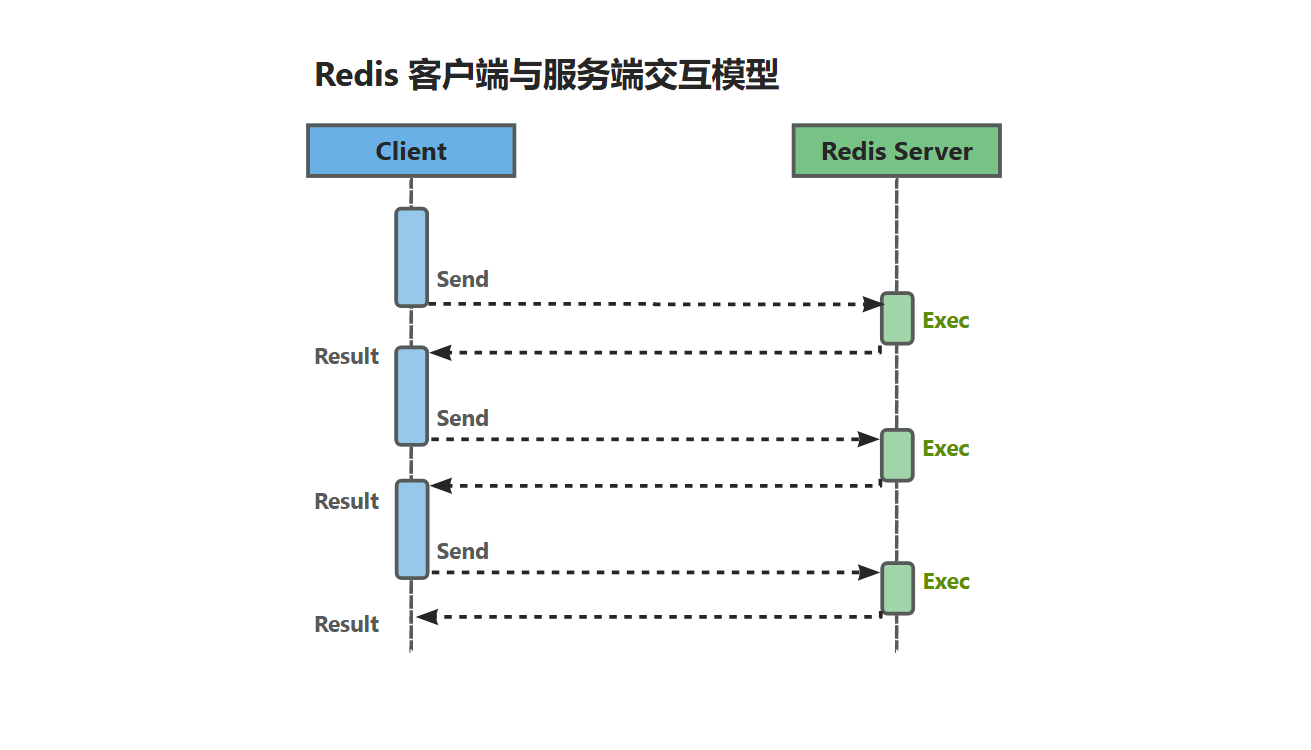 Redis 客户端与服务端交互模型
Client
Redis Server
Send
Exec
Result
Send
Exec
Result
Send
Exec
Result